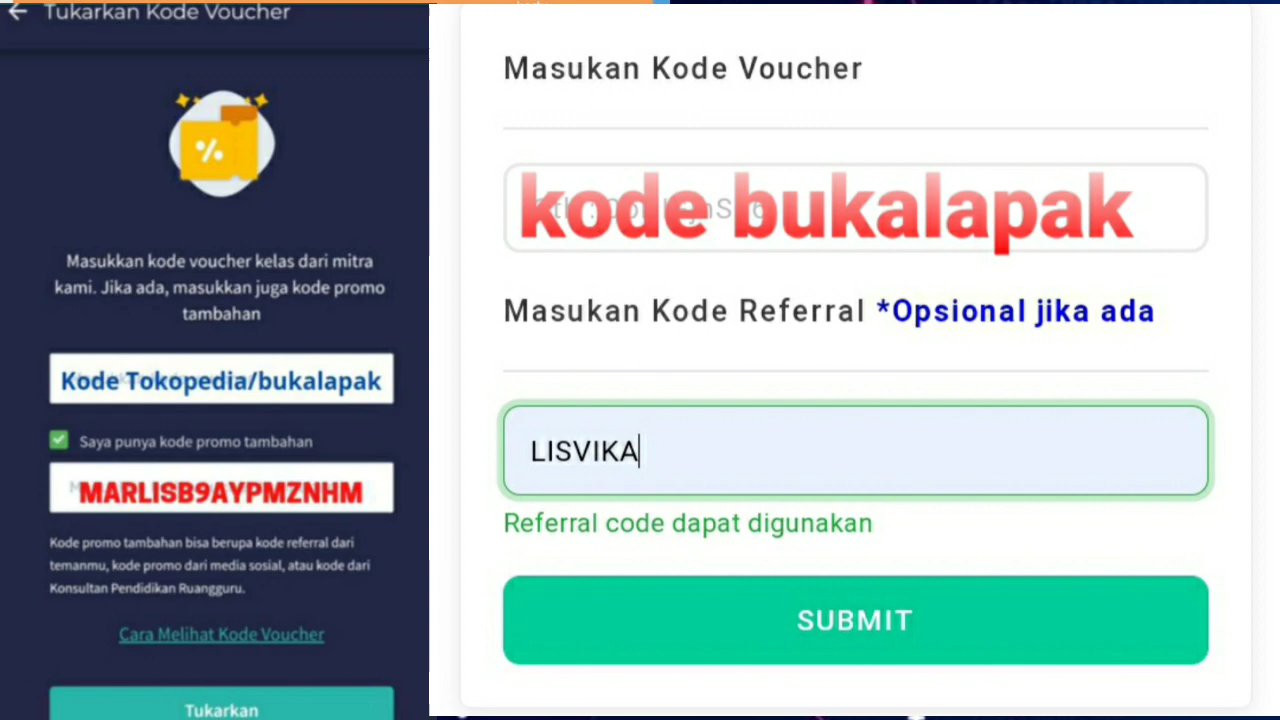 Tukarkan Kode Voucher
%
Masukkan kode voucher kelas dari mitra
kami. Jika ada, masukkan juga kode promo
tambahan
Kode Tokopedia/bukalapak
Saya punya kode promo tambahan
MARLISB9AYPMZNHM
Kode promo tambahan bisa berupa kode referral dari
temanmu, kode promo dari media sosial, atau kode dari
Konsultan Pendidikan Ruangguru.
Cara Melihat Kode Voucher
Tukarkan
Masukan Kode Voucher
kode bukalapak
Masukan Kode Referral *Opsional jika ada
LISVIKA
Referral code dapat digunakan
SUBMIT